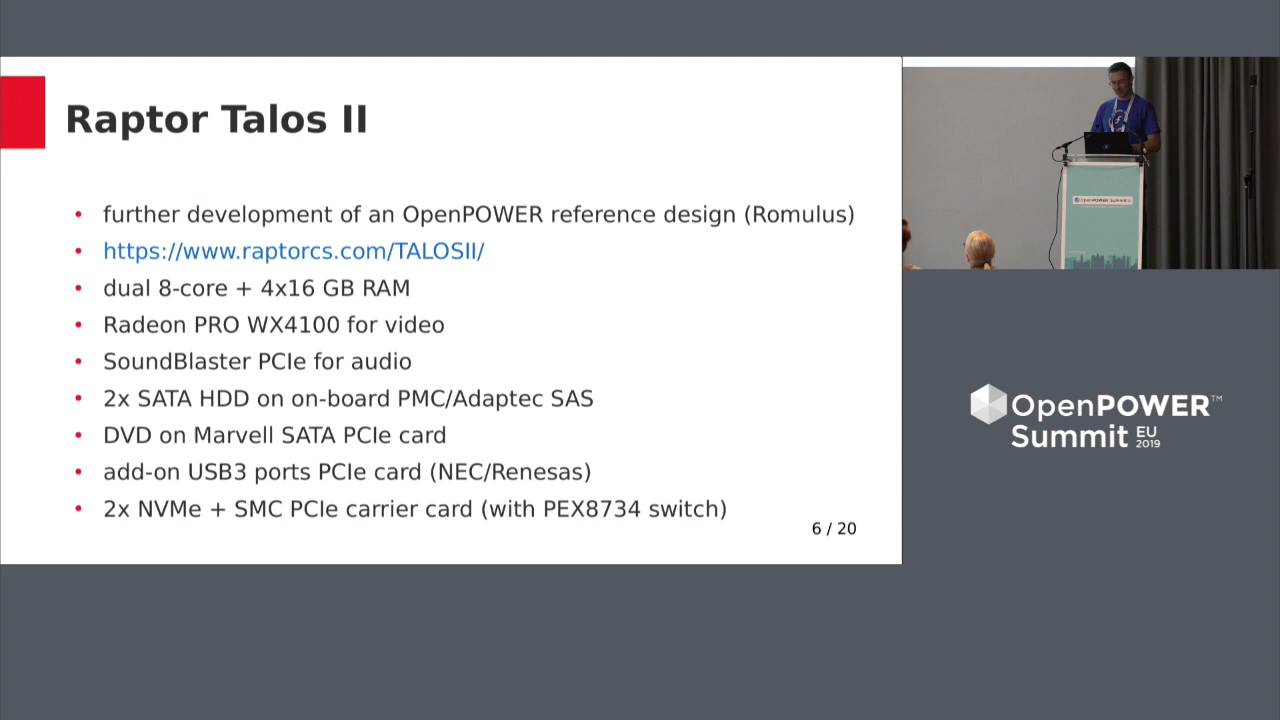 Raptor Talos II
• further development of an OpenPOWER reference design (Romulus)
• https://www.raptorcs.com/TALOSII/
• dual 8-core + 4x16 GB RAM
• Radeon PRO WX4100 for video
• SoundBlaster PCIe for audio
• 2x SATA HDD on on-board PMC/Adaptec SAS
• DVD on Marvell SATA PCIe card
• add-on USB3 ports PCIe card (NEC/Renesas)
• 2x NVMe + SMC PCIe carrier card (with PEX8734 switch)
6 / 20
OpenPOWER Summit
OpenPOWER™
Summit EU 2019